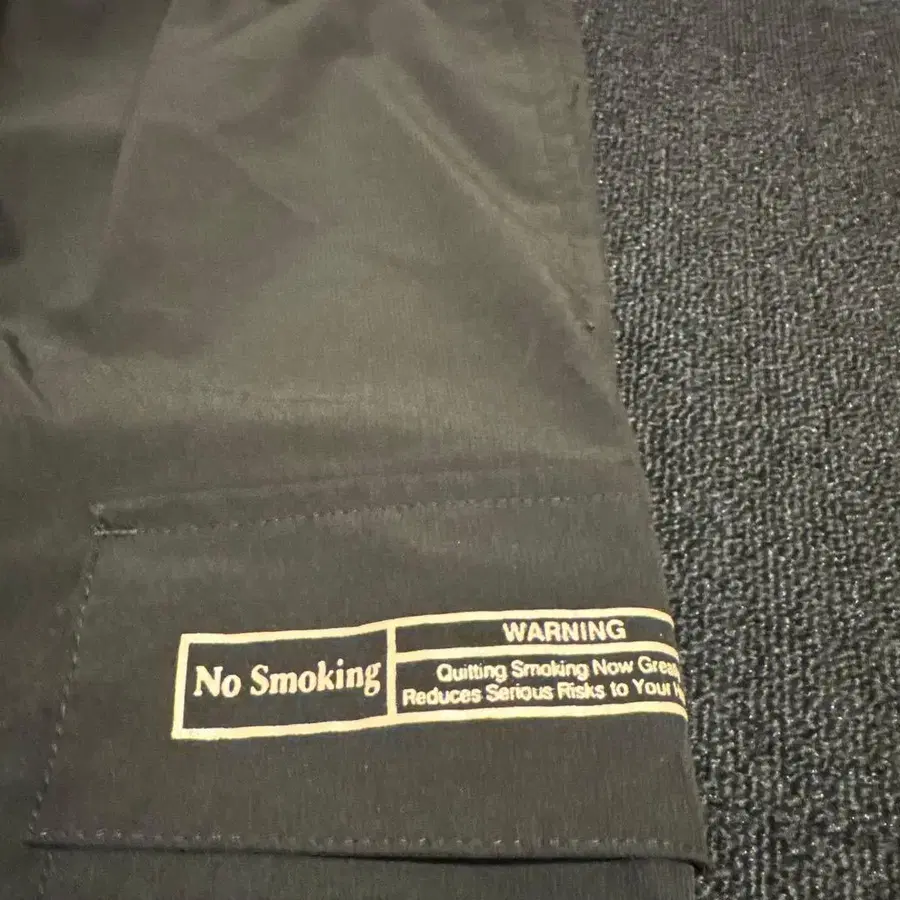 No Smoking
WARNING
Quitting Smoking Now
Reduces Serious Risks to Your